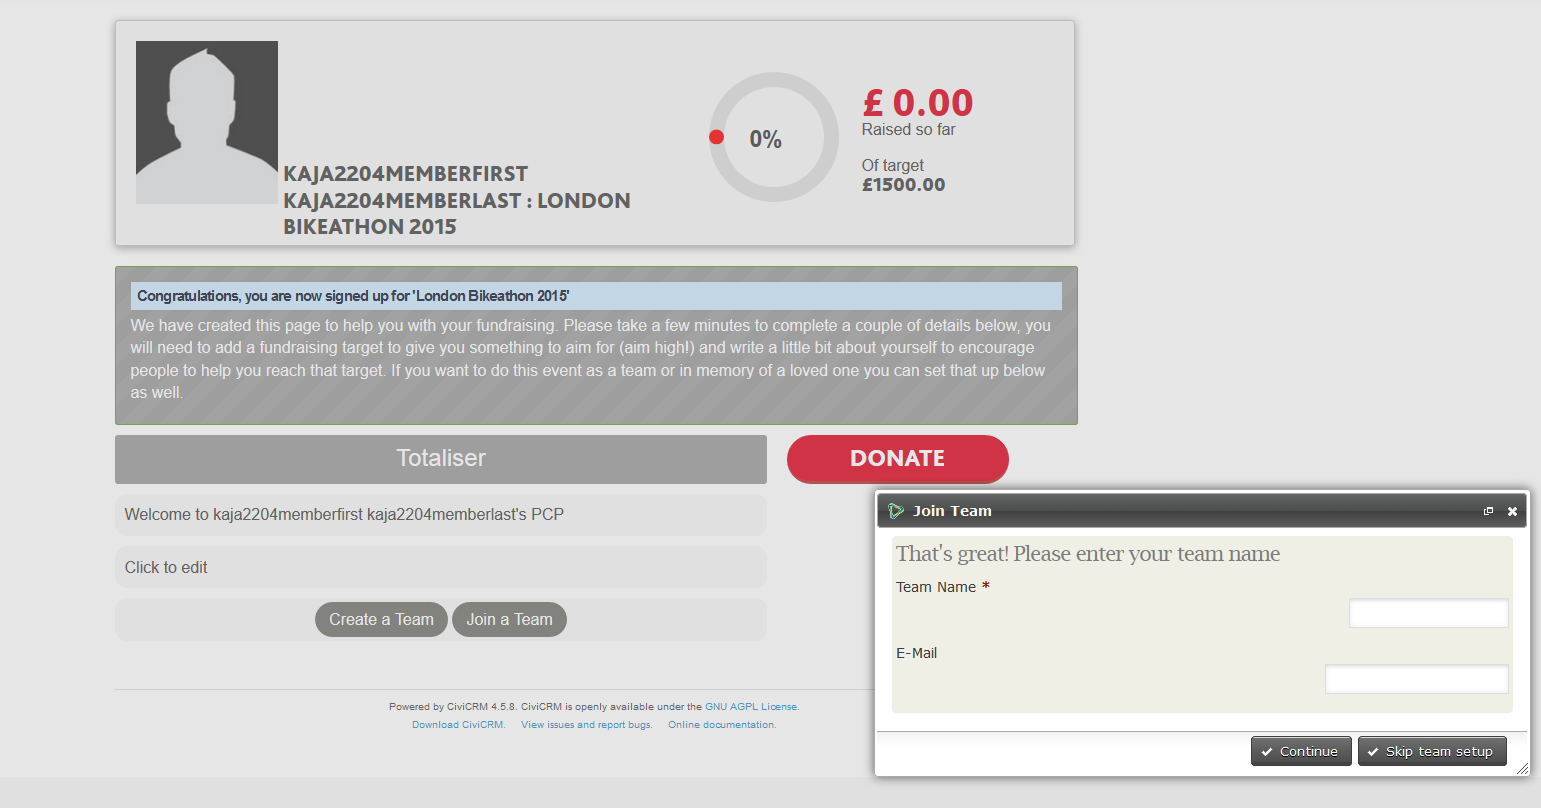 KAJA2204MEMBERFIRST
KAJA2204MEMBERLAST : LONDON
BIKEATHON 2015
0%
£ 0.00
Raised so far
Of target
£1500.00
Congratulations, you are now signed up for 'London Bikeathon 2015'
We have created this page to help you with your fundraising. Please take a few minutes to complete a couple of details below, you
will need to add a fundraising target to give you something to aim for (aim high!) and write a little bit about yourself to encourage
people to help you reach that target. If you want to do this event as a team or in memory of a loved one you can set that up below
as well.
Totaliser
DONATE
Welcome to kaja2204memberfirst kaja2204memberlast's PCP
Click to edit
Create a Team Join a Team
Powered by CiviCRM 4.5.8. CiviCRM is openly available under the GNU AGPL License.
Download CiviCRM. View issues and report bugs. Online documentation.
Join Team
That's great! Please enter your team name
Team Name *
E-Mail
Continue Skip team setup